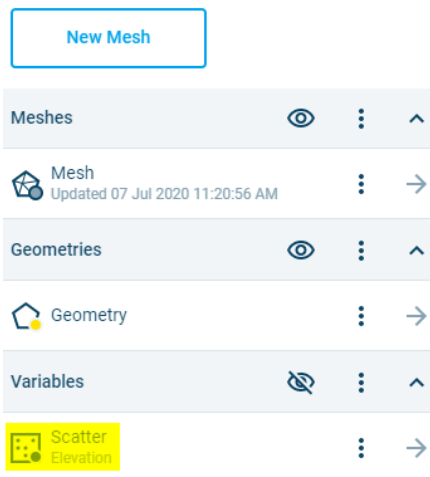 New Mesh
Meshes
Mesh
Updated 07 Jul 2020 11:20:56 AM
Geometries
Geometry
Variables
Scatter
Elevation